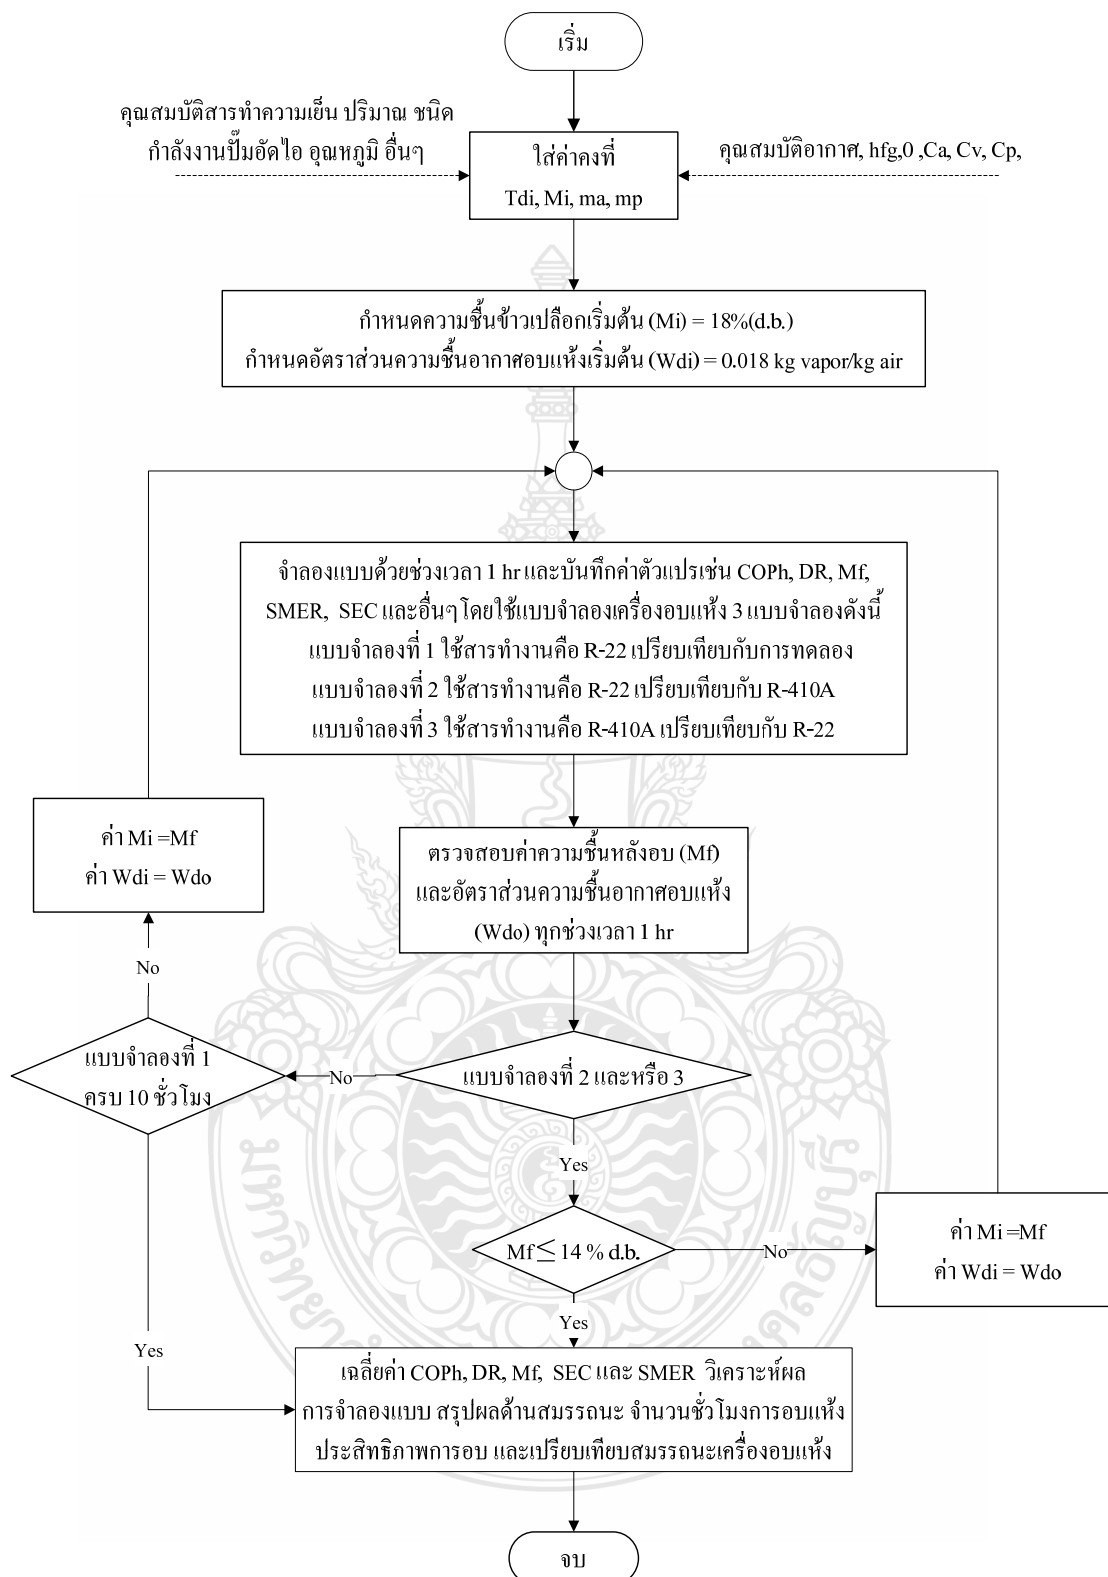 เริ่ม
คุณสมบัติสารทำความเย็น ปริมาณ ชนิด
กำลังงานปั๊มอัดไอ อุณหภูมิ อื่นๆ
ใส่ค่าคงที่
Tdi, Mi, ma, mp
คุณสมบัติอากาศ, hfg,0 ,Ca, Cv, Cp,
กำหนดความชื้นข้าวเปลือกเริ่มต้น (Mi) = 18%(d.b.)
กำหนดอัตราส่วนความชื้นอากาศอบแห้งเริ่มต้น (Wdi) = 0.018 kg vapor/kg air
จำลองแบบด้วยช่วงเวลา 1 hr และบันทึกค่าตัวแปรเช่น COPh, DR, Mf,
SMER, SEC และอื่นๆ โดยใช้แบบจำลองเครื่องอบแห้ง 3 แบบจำลองดังนี้
แบบจำลองที่ 1 ใช้สารทำงานคือ R-22 เปรียบเทียบกับการทดลอง
แบบจำลองที่ 2 ใช้สารทำงานคือ R-22 เปรียบเทียบกับ R-410A
แบบจำลองที่ 3 ใช้สารทำงานคือ R-410A เปรียบเทียบกับ R-22
ค่า Mi =Mf
ค่า Wdi = Wdo
ตรวจสอบค่าความชื้นหลังอบ (Mf)
และอัตราส่วนความชื้นอากาศอบแห้ง
(Wdo) ทุกช่วงเวลา 1 hr
No
แบบจำลองที่ 1
ครบ 10 ชั่วโมง
No
แบบจำลองที่ 2 และหรือ 3
Yes
Mf ≤ 14 % d.b.
No
ค่า Mi =Mf
ค่า Wdi = Wdo
Yes
Yes
เฉลี่ยค่า COPh, DR, Mf, SEC และ SMER วิเคราะห์ผล
การจำลองแบบ สรุปผลด้านสมรรถนะ จำนวนชั่วโมงการอบแห้ง
ประสิทธิภาพการอบ และเปรียบเทียบสมรรถนะเครื่องอบแห้ง
จบ